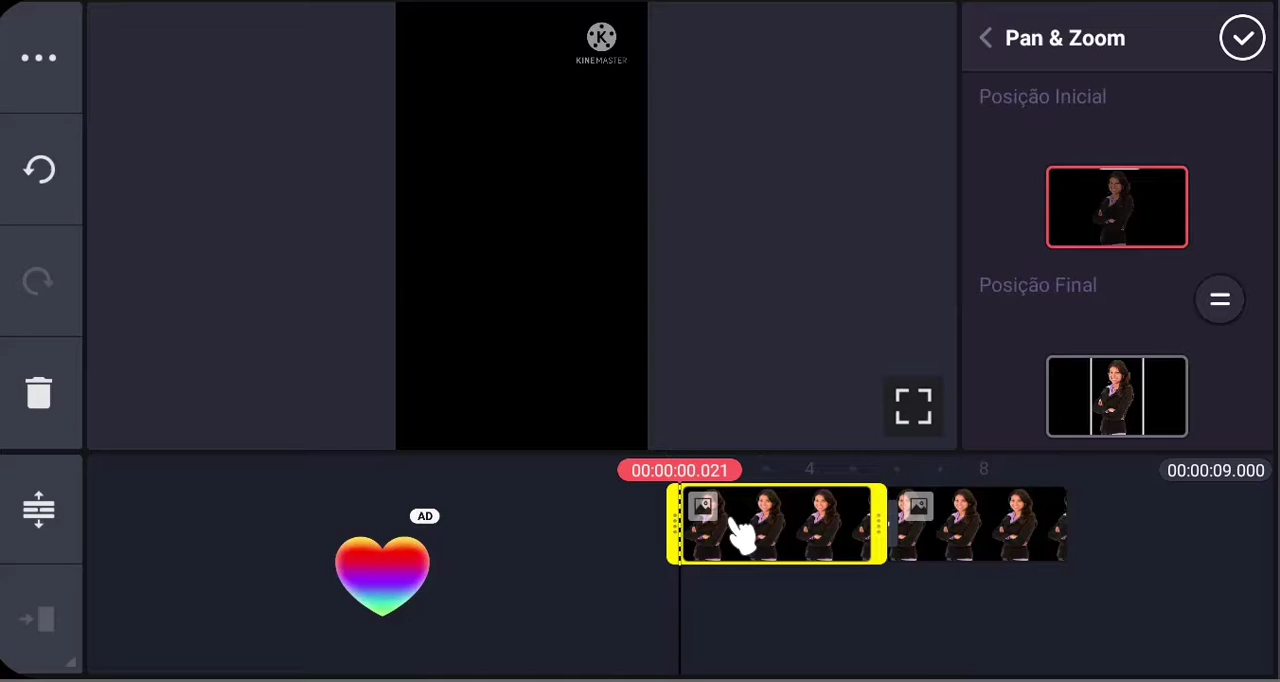 KINEMASTER
Pan & Zoom
Posição Inicial
Posição Final
00:00:00.021
4
8
00:00:09.000
AD